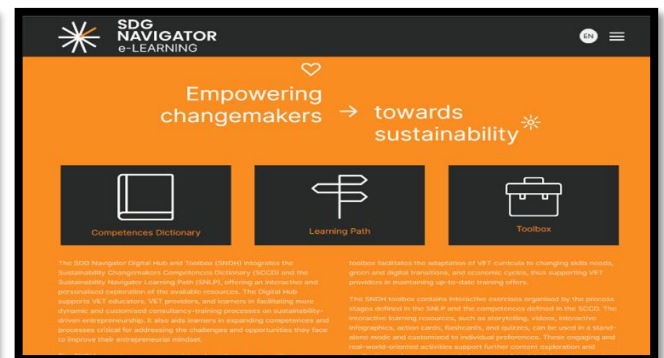 SDG
NAVIGATOR
e-LEARNING
EN
Empowering
changemakers → towards
sustainability
Competences Dictionary
Learning Path
Toolbox
The SDG Navigator Digital Hub and Toolbox (SNDH) integrates the
Sustainability Changemakers Competences Dictionary (SCCD) and the
Sustainability Navigator Learning Path (SNLP), offering an interactive and
personalised exploration of the available resources. The Digital Hub
supports VET educators, VET providers, and learners in facilitating more
dynamic and customised consultancy-training processes on sustainability-
driven entrepreneurship. It also aids learners in expanding competences and
processes critical for addressing the challenges and opportunities they face
to improve their entrepreneurial mindset.
toolbox facilitates the adaptation of VET curricula to changing skills needs,
green and digital transitions, and economic cycles, thus supporting VET
providers in maintaining up-to-date training offers.
The SNDH toolbox contains interactive exercises organised by the process
stages defined in the SNLP and the competences defined in the SCCD. The
interactive learning resources, such as storytelling, videos, interactive
infographics, action cards, flashcards, and quizzes, can be used in a stand-
alone mode and customized to individual preferences. These engaging and
real-world-oriented activities support further content exploration and